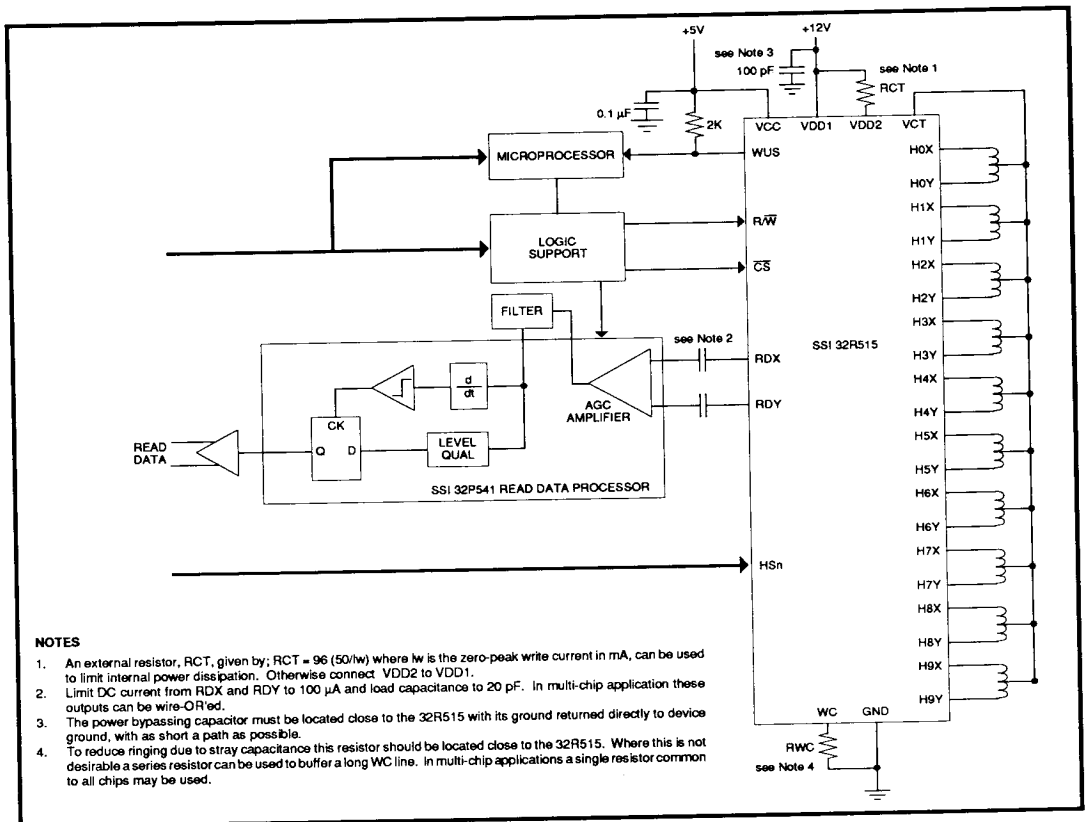 +5V
+12V
see Note 3
100 pF
see Note 1
RCT
0.1 µF
2K
VCC VDD1 VDD2 VCT
MICROPROCESSOR
WUS
H0X
H0Y
H1X
R/W̅
LOGIC
SUPPORT
H1Y
C̅S̅
H2X
H2Y
FILTER
H3X
see Note 2
SSI 32R515
RDX
H3Y
d
dt
H4X
AGC
AMPLIFIER
RDY
H4Y
CK
READ
DATA
Q D
LEVEL
QUAL
H5X
H5Y
SSI 32P541 READ DATA PROCESSOR
H6X
H6Y
H7X
HSn
H7Y
H8X
H8Y
H9X
H9Y
WC GND
RWC
see Note 4
NOTES
1. An external resistor, RCT, given by; RCT = 96 (50/Iw) where Iw is the zero-peak write current in mA, can be used
to limit internal power dissipation. Otherwise connect VDD2 to VDD1.
2. Limit DC current from RDX and RDY to 100 µA and load capacitance to 20 pF. In multi-chip application these
outputs can be wire-OR'ed.
3. The power bypassing capacitor must be located close to the 32R515 with its ground returned directly to device
ground, with as short a path as possible.
4. To reduce ringing due to stray capacitance this resistor should be located close to the 32R515. Where this is not
desirable a series resistor can be used to buffer a long WC line. In multi-chip applications a single resistor common
to all chips may be used.